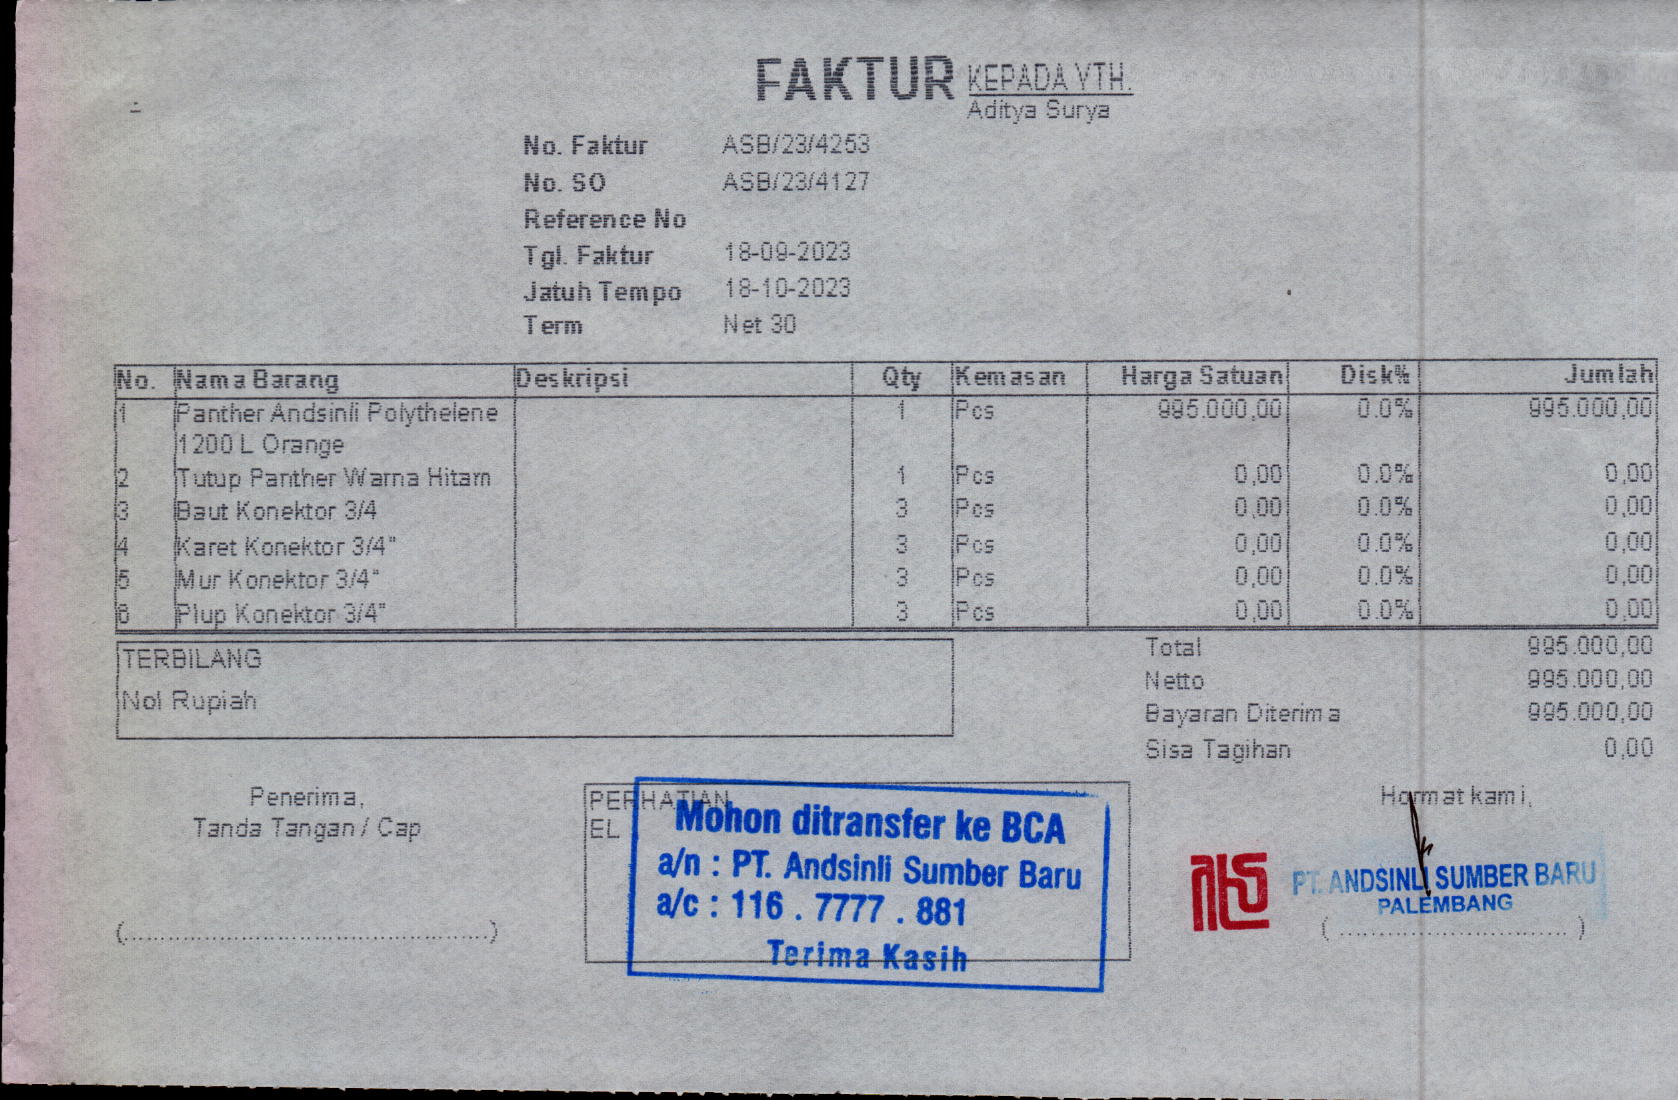 FAKTUR KEPADA YTH.
Aditya Surya
No. Faktur ASB/23/4253
No. SO ASB/23/4127
Reference No
Tgl. Faktur 18-09-2023
Jatuh Tempo 18-10-2023
Term Net 30
No. Nama Barang Deskripsi Qty Kemasan Harga Satuan Disk% Jumlah
1 Panther Andsinli Polythelene 1 Pcs 995.000,00 0.0% 995.000,00
1200 L Orange
2 Tutup Panther Warna Hitam 1 Pcs 0,00 0.0% 0,00
3 Baut Konektor 3/4 3 Pcs 0,00 0.0% 0,00
4 Karet Konektor 3/4" 3 Pcs 0,00 0.0% 0,00
5 Mur Konektor 3/4" 3 Pcs 0,00 0.0% 0,00
6 Plup Konektor 3/4" 3 Pcs 0,00 0.0% 0,00
TERBILANG
Nol Rupiah
Total 995.000,00
Netto 995.000,00
Bayaran Diterima 995.000,00
Sisa Tagihan 0,00
Penerima,
Tanda Tangan / Cap
PERHATIAN
EL
Mohon ditransfer ke BCA
a/n : PT. Andsinli Sumber Baru
a/c : 116 . 7777 . 881
Terima Kasih
Hormat kami,
PT. ANDSINLI SUMBER BARU
PALEMBANG